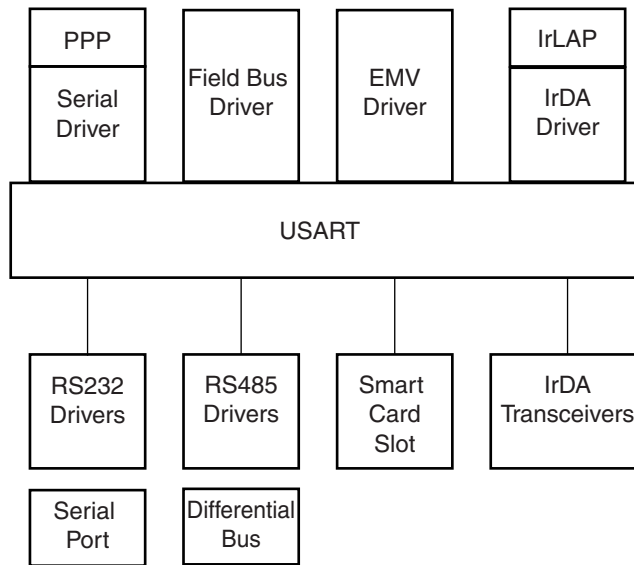 PPP
Serial
Driver
Field Bus
Driver
EMV
Driver
IrLAP
IrDA
Driver
USART
RS232
Drivers
RS485
Drivers
Smart
Card
Slot
IrDA
Transceivers
Serial
Port
Differential
Bus